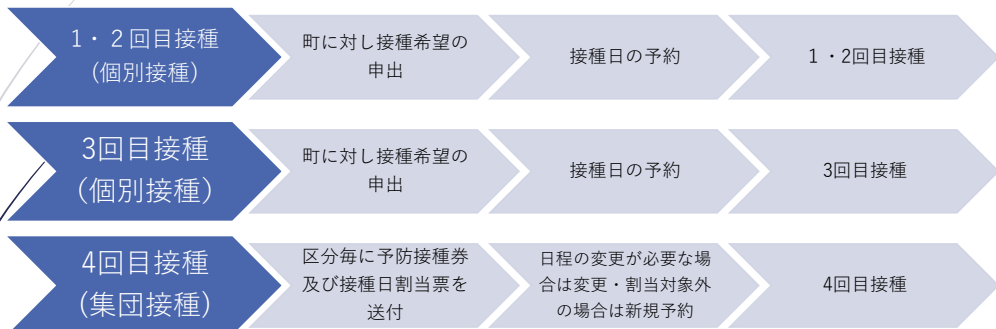 1・２回目接種
(個別接種)
町に対し接種希望の
申出
接種日の予約
1・2回目接種
3回目接種
(個別接種)
町に対し接種希望の
申出
接種日の予約
3回目接種
4回目接種
(集団接種)
区分毎に予防接種券
及び接種日割当票を
送付
日程の変更が必要な場
合は変更・割当対象外
の場合は新規予約
4回目接種